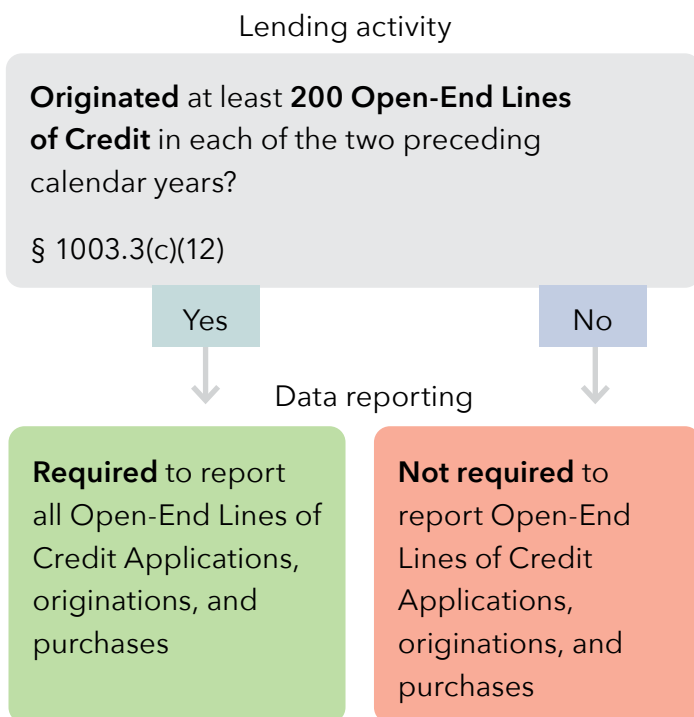 Lending activity
Originated at least 200 Open-End Lines
of Credit in each of the two preceding
calendar years?
§ 1003.3(c)(12)
Yes
No
Data reporting
Required to report
all Open-End Lines of
Credit Applications,
originations, and
purchases
Not required to
report Open-End
Lines of Credit
Applications,
originations, and
purchases